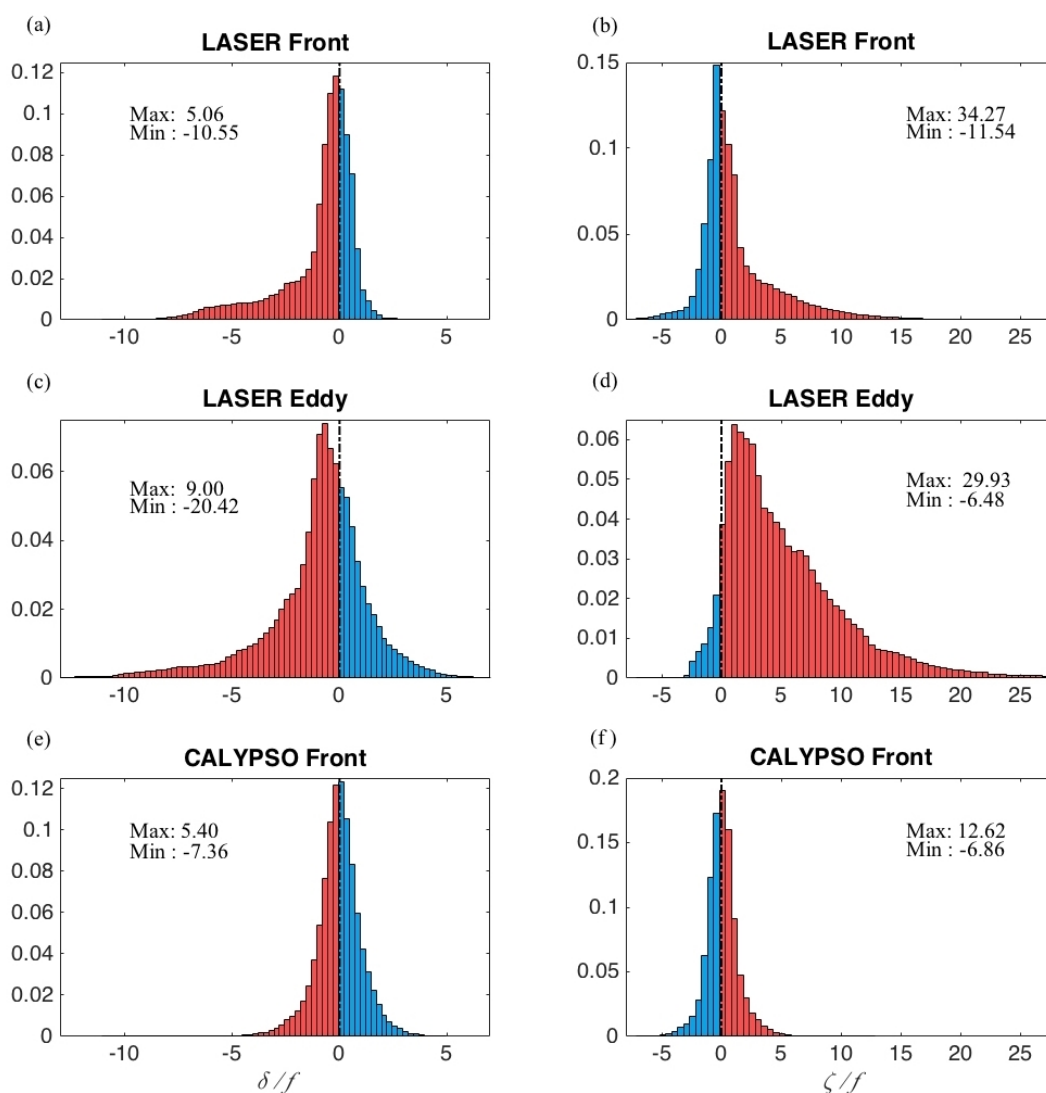 (a)
LASER Front
0.12
0.1
0.08
0.06
0.04
0.02
0
Max: 5.06
Min : -10.55
-10 -5 0 5
(b)
LASER Front
0.15
0.1
0.05
0
Max: 34.27
Min : -11.54
-5 0 5 10 15 20 25
(c)
LASER Eddy
0.06
0.04
0.02
0
Max: 9.00
Min : -20.42
-10 -5 0 5
(d)
LASER Eddy
0.06
0.05
0.04
0.03
0.02
0.01
0
Max: 29.93
Min : -6.48
-5 0 5 10 15 20 25
(e)
CALYPSO Front
0.12
0.1
0.08
0.06
0.04
0.02
0
Max: 5.40
Min : -7.36
-10 -5 0 5
δ/f
(f)
CALYPSO Front
0.2
0.15
0.1
0.05
0
Max: 12.62
Min : -6.86
-5 0 5 10 15 20 25
ζ/f